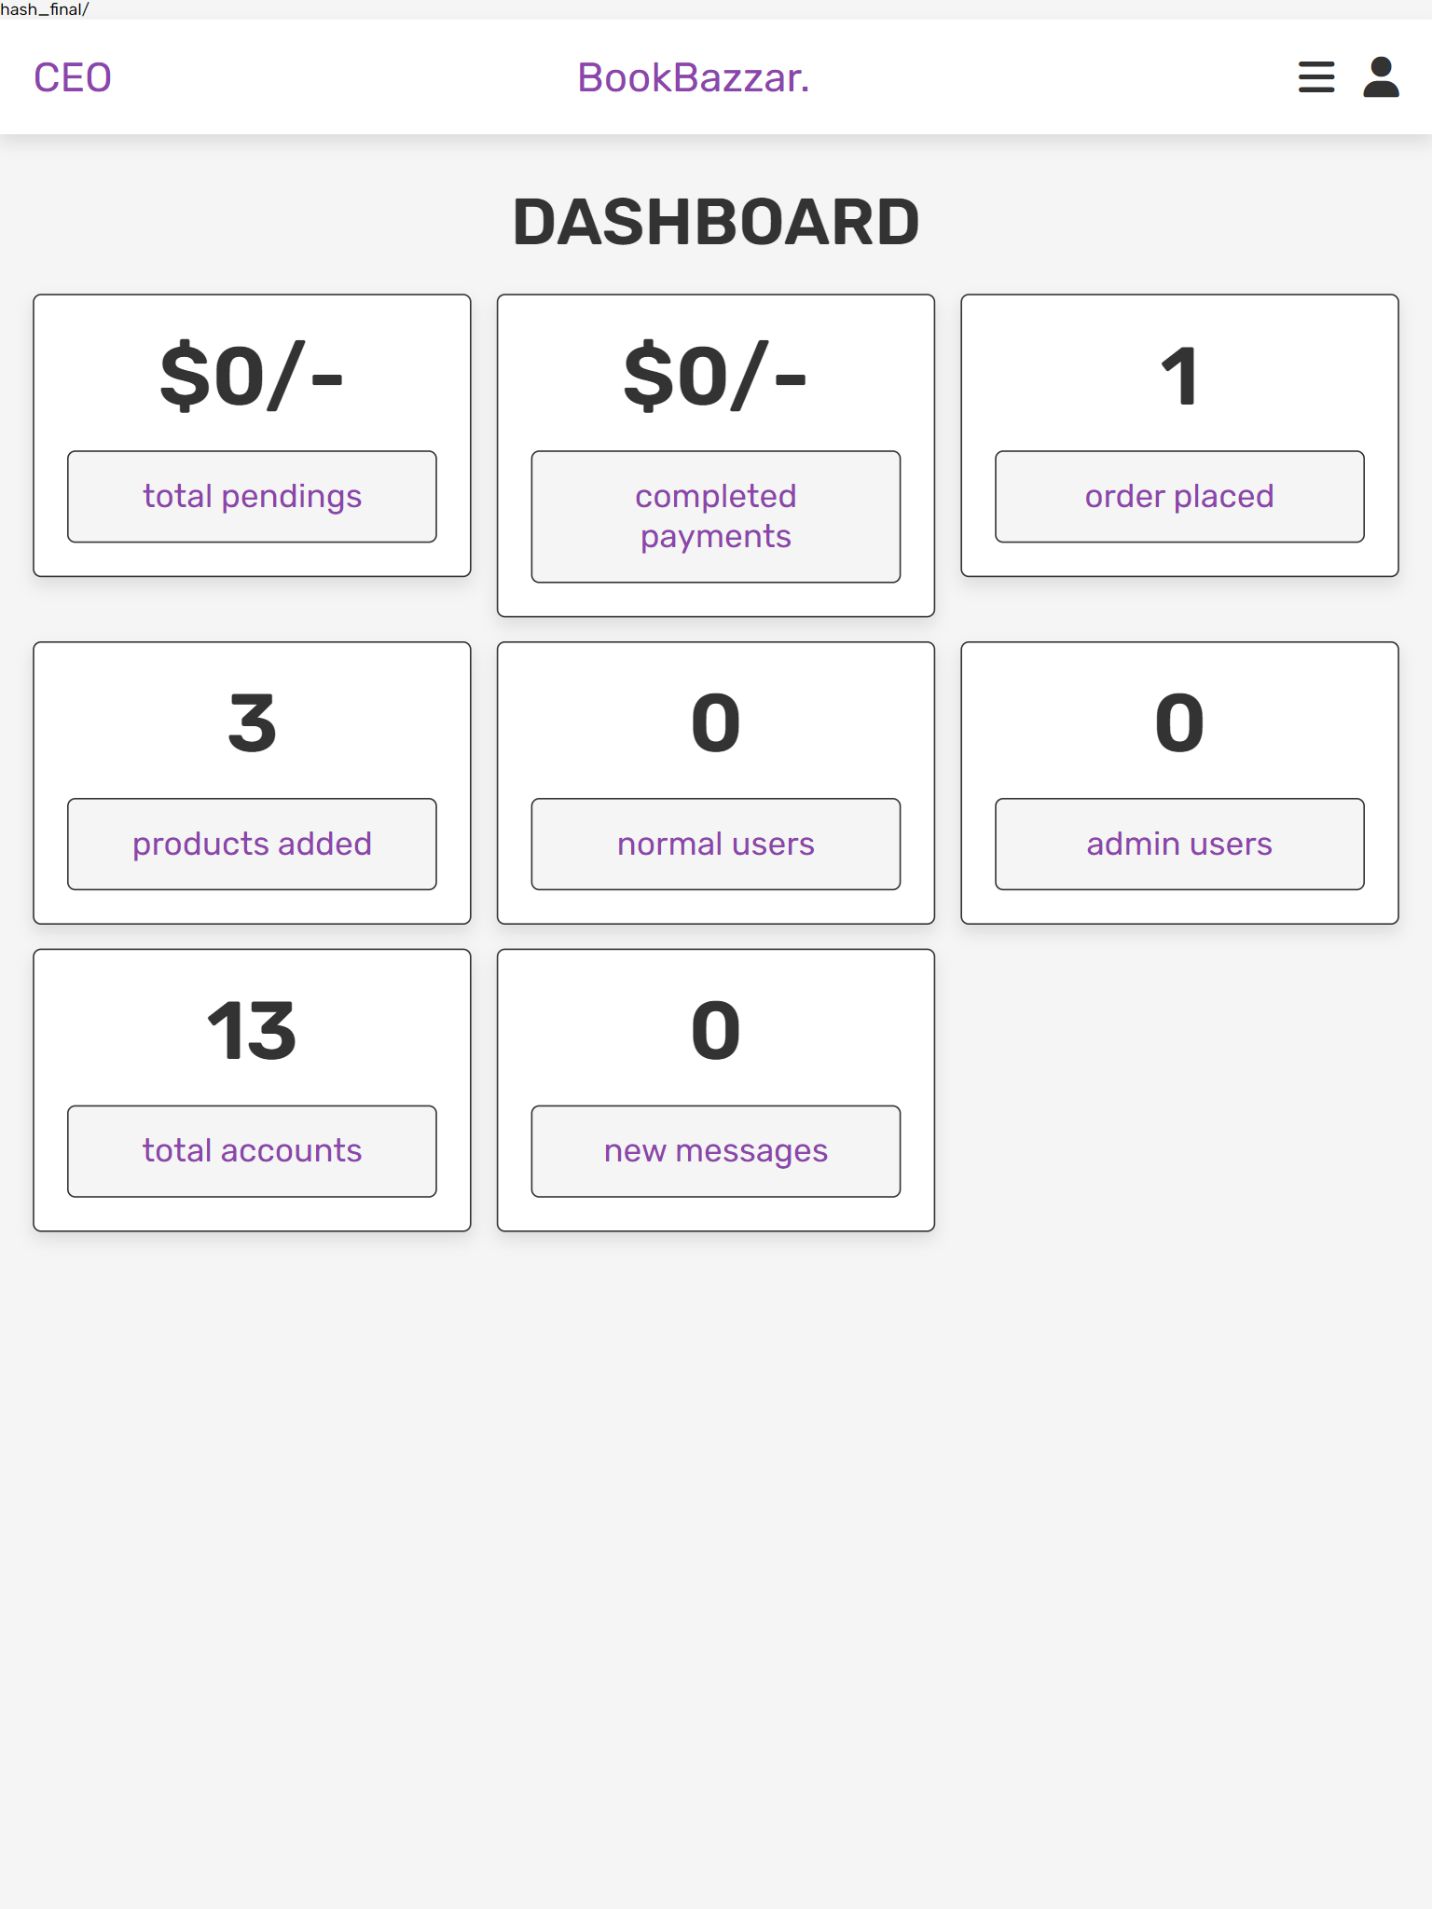 hash_final/
CEO
BookBazzar.
DASHBOARD
$0/-
total pendings
$0/-
completed
payments
1
order placed
3
products added
0
normal users
0
admin users
13
total accounts
0
new messages